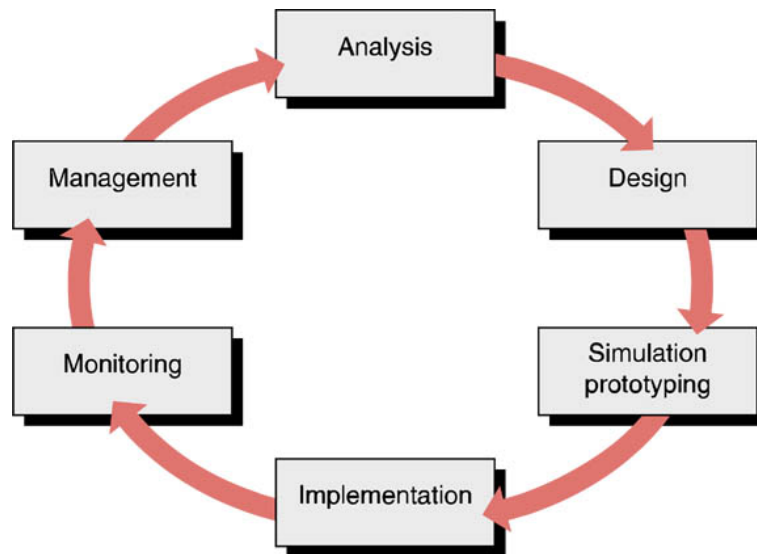 Analysis
Management
Design
Monitoring
Simulation
prototyping
Implementation